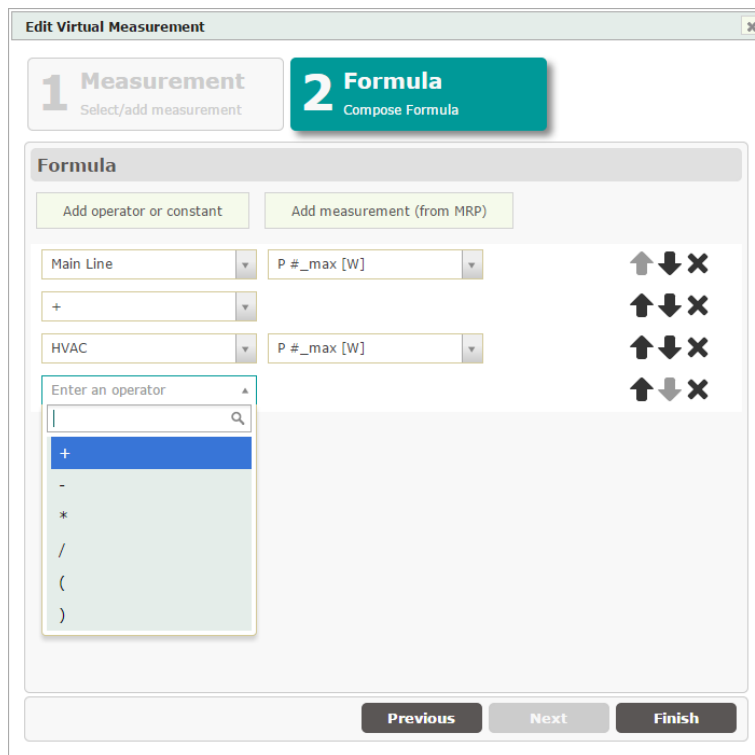 Edit Virtual Measurement
1 Measurement
Select/add measurement
2 Formula
Compose Formula
Formula
Add operator or constant
Add measurement (from MRP)
Main Line
P #_max [W]
+
HVAC
P #_max [W]
Enter an operator
+
-
*
/
(
)
Previous
Next
Finish